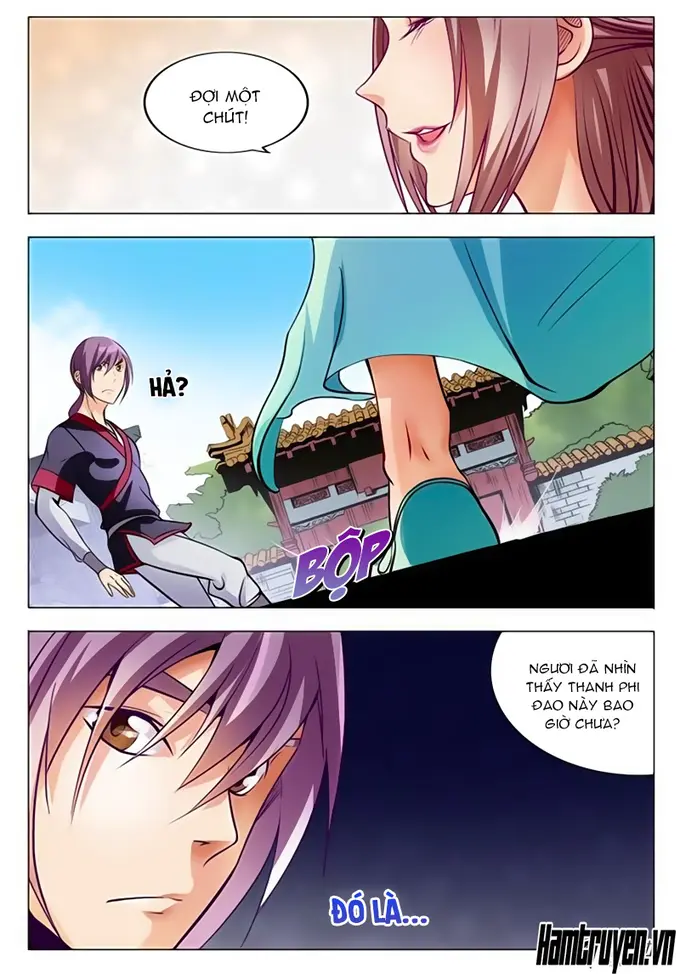 ĐỢI MỘT
CHÚT!
HẢ?
BỘP
NGƯƠI ĐÃ NHÌN
THẤY THANH PHI
ĐAO NÀY BAO
GIỜ CHƯA?
ĐÓ LÀ...
Hamtruyen.vn